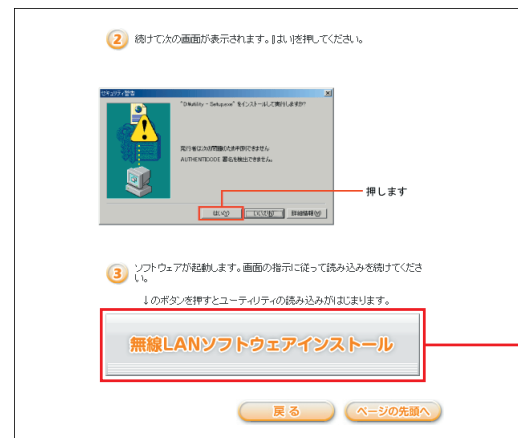 2 続けて次の画面が表示されます。『はい』を押してください。
セキュリティ警告
をインストールして実行しますか?
発行者は次の問題のため判別できません
AUTHENTICODE 署名を検出できません。
押します
はい(Y) いいえ(N) 詳細情報(M)
3 ソフトウェアが起動します。画面の指示に従って読み込みを続けてくださ
い。
↓のボタンを押すとユーティリティの読み込みがはじまります。
無線LANソフトウェアインストール
戻る ページの先頭へ